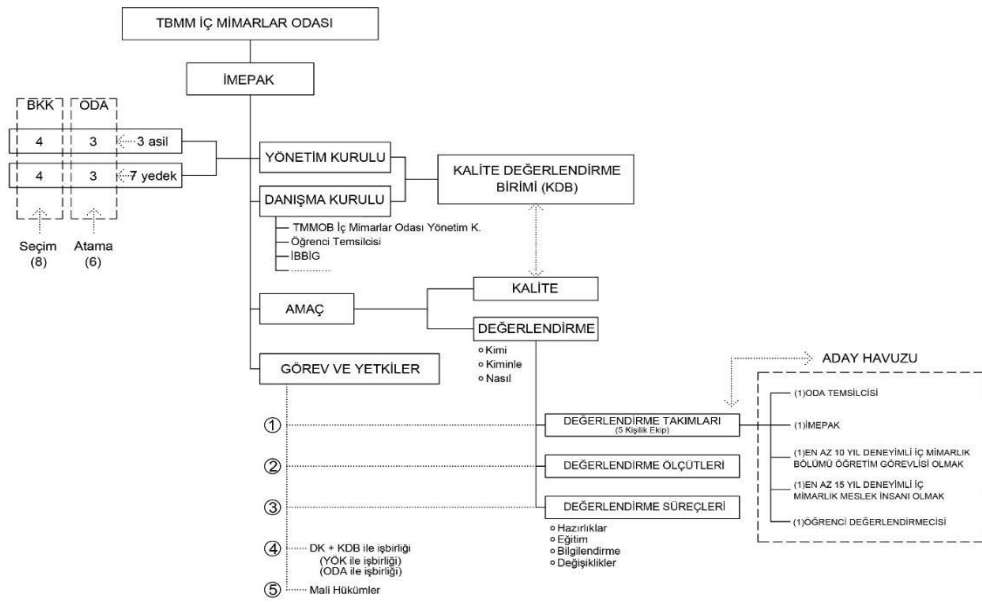 TBMM İÇ MİMARLAR ODASI
İMEPAK
BKK ODA
4 3 3 asil
4 3 7 yedek
Seçim
(8)
Atama
(6)
YÖNETİM KURULU
DANIŞMA KURULU
TMMOB İç Mimarlar Odası Yönetim K.
Öğrenci Temsilcisi
İBBİG
KALİTE DEĞERLENDİRME
BİRİMİ (KDB)
AMAÇ
KALİTE
DEĞERLENDİRME
Kimi
Kiminle
Nasıl
GÖREV VE YETKİLER
1
2
3
4
DK + KDB ile işbirliği
(YÖK ile işbirliği)
(ODA ile işbirliği)
5
Mali Hükümler
DEĞERLENDİRME TAKIMLARI
(5 Kişilik Ekip)
DEĞERLENDİRME ÖLÇÜTLERİ
DEĞERLENDİRME SÜREÇLERİ
Hazırlıklar
Eğitim
Bilgilendirme
Değişiklikler
ADAY HAVUZU
(1)ODA TEMSİLCİSİ
(1)İMEPAK
(1)EN AZ 10 YIL DENEYİMLİ İÇ MİMARLIK
BÖLÜMÜ ÖĞRETİM GÖREVLİSİ OLMAK
(1)EN AZ 15 YIL DENEYİMLİ İÇ
MİMARLIK MESLEK İNSANI OLMAK
(1)ÖĞRENCİ DEĞERLENDİRMECİSİ